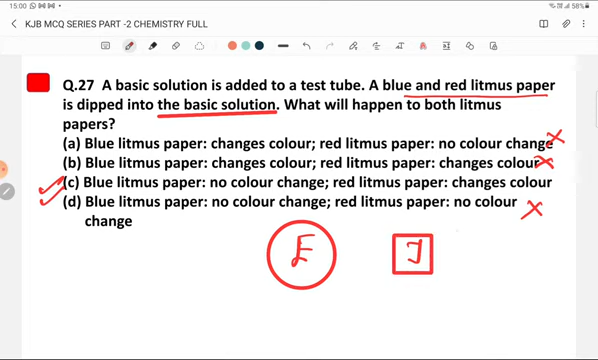 15:00
58%
KJB MCQ SERIES PART -2 CHEMISTRY FULL
Q.27 A basic solution is added to a test tube. A blue and red litmus paper
is dipped into the basic solution. What will happen to both litmus
papers?
(a) Blue litmus paper: changes colour; red litmus paper: no colour change
(b) Blue litmus paper: changes colour; red litmus paper: changes colour
(c) Blue litmus paper: no colour change; red litmus paper: changes colour
(d) Blue litmus paper: no colour change; red litmus paper: no colour
change